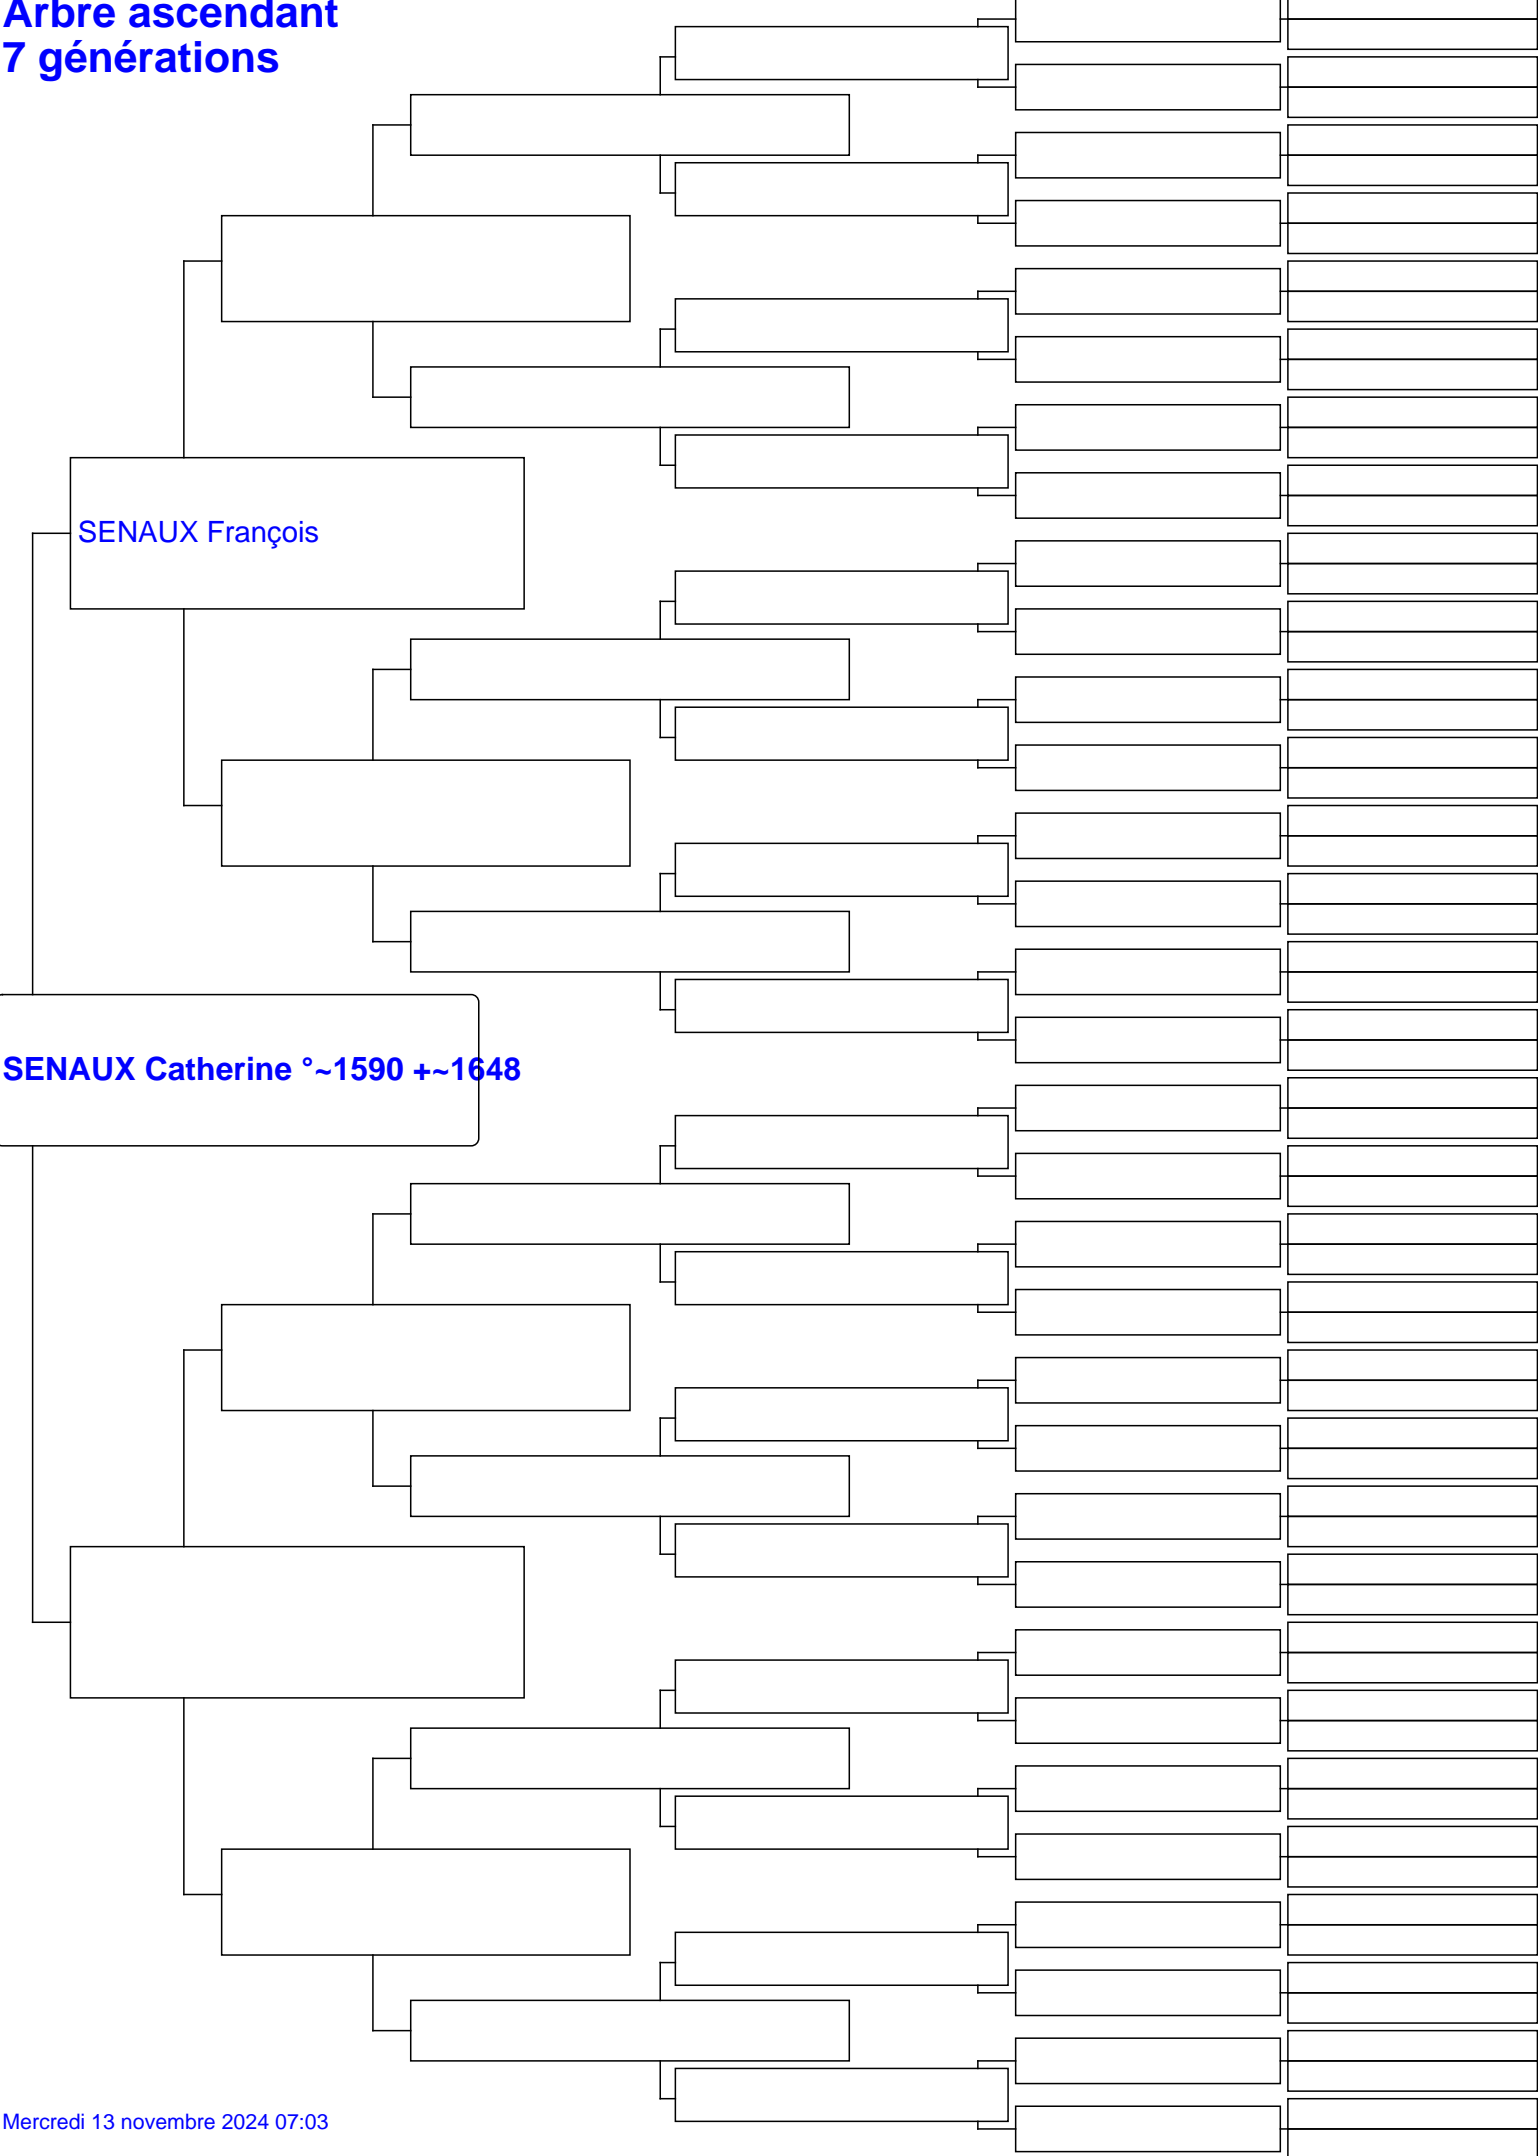 Arbre ascendant
7 générations
SENAUX François
SENAUX Catherine °~1590 +~1648
Mercredi 13 novembre 2024 07:03